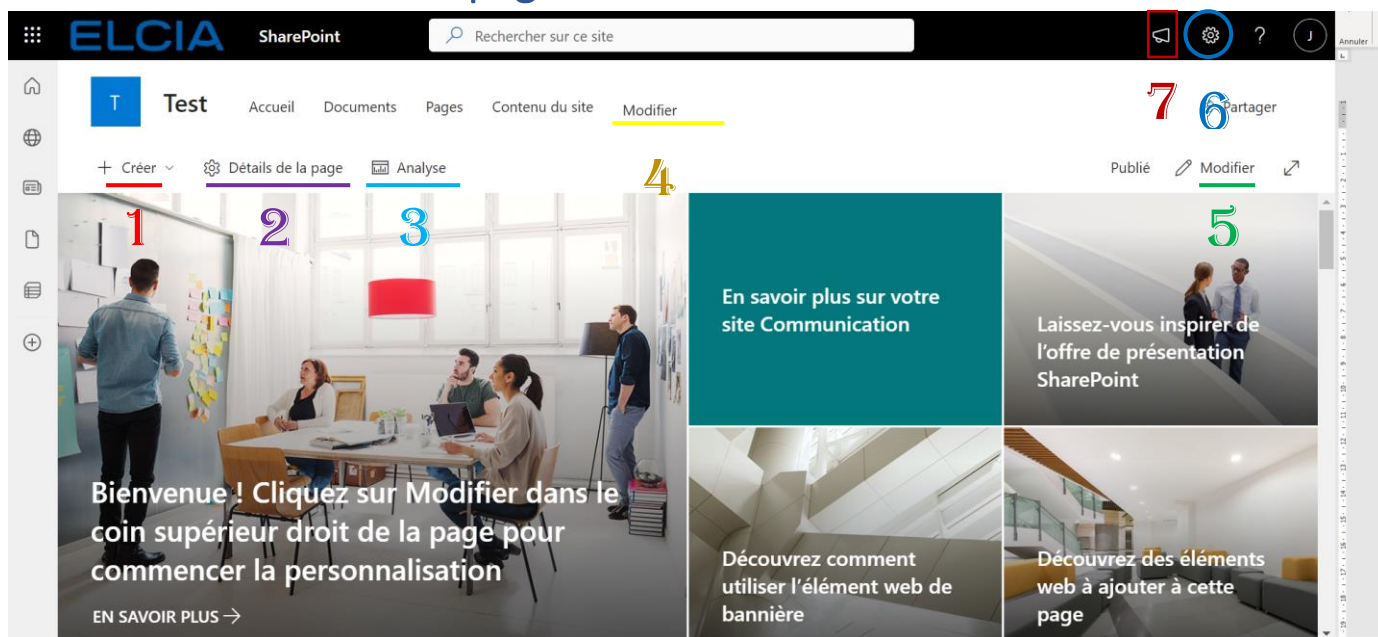 pag
ELCIA SharePoint Rechercher sur ce site ? J Annuler
T Test Accueil Documents Pages Contenu du site Modifier
7 6 Partager
+ Créer Détails de la page Analyse
4
Publié Modifier
1 2 3
5
En savoir plus sur votre
site Communication
Laissez-vous inspirer de
l'offre de présentation
SharePoint
Bienvenue ! Cliquez sur Modifier dans le
coin supérieur droit de la page pour
commencer la personnalisation
EN SAVOIR PLUS →
Découvrez comment
utiliser l'élément web de
bannière
Découvrez des éléments
web à ajouter à cette
page